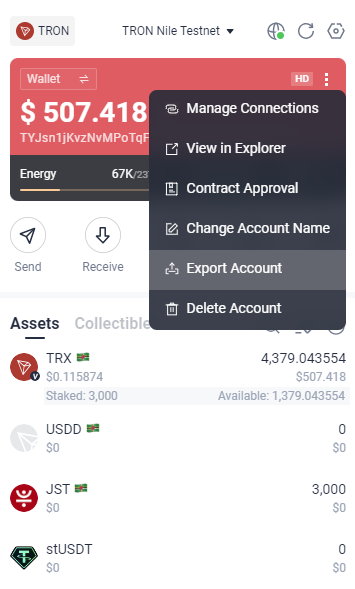 TRON
TRON Nile Testnet
Wallet
HD
$ 507.418
TYJsn1jKvzNvMPoTqF
Energy 67K/23
Manage Connections
View in Explorer
Contract Approval
Change Account Name
Export Account
Delete Account
Send Receive
Assets Collectible
TRX 4,379.043554
$0.115874 $507.418
Staked: 3,000 Available: 1,379.043554
USDD 0
$0 $0
JST 3,000
$0 $0
stUSDT 0
$0 $0